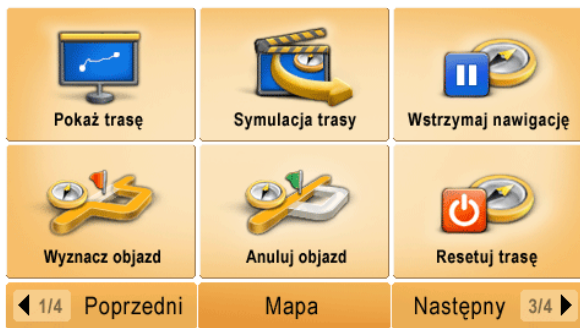 Pokaż trasę
Symulacja trasy
Wstrzymaj nawigację
Wyznacz objazd
Anuluj objazd
Resetuj trasę
1/4 Poprzedni
Mapa
Następny 3/4